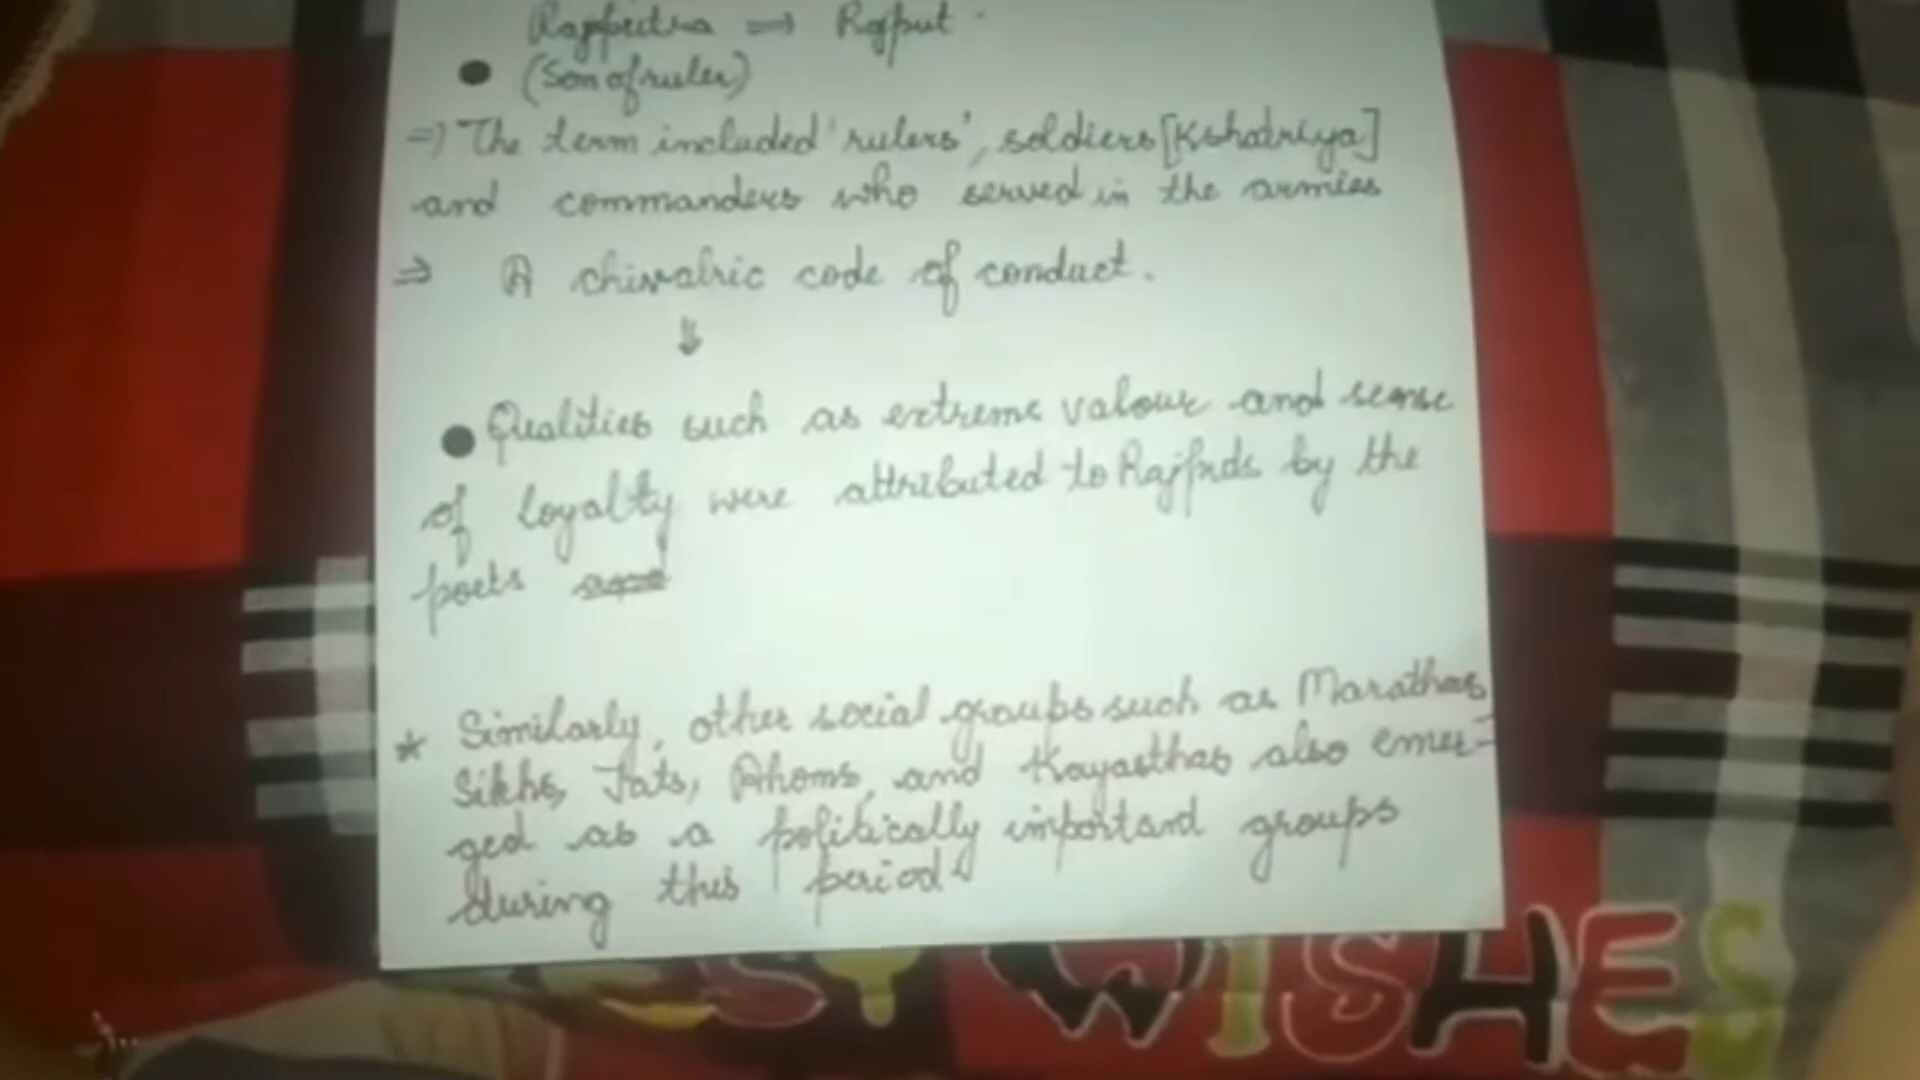 Rajputra ⇒ Rajput.
● (Son of ruler)
⇒) The term included 'rulers', soldiers [Kshatriya]
and commanders who served in the armies
⇒ A chivalric code of conduct.
⇓
● Qualities such as extreme valour and sense
of loyalty were attributed to Rajputs by the
poets
* Similarly, other social groups such as Marathas
Sikhs, Jats, Ahoms, and Kayasthas also emer-
ged as a politically important groups
during this period.
WISHES